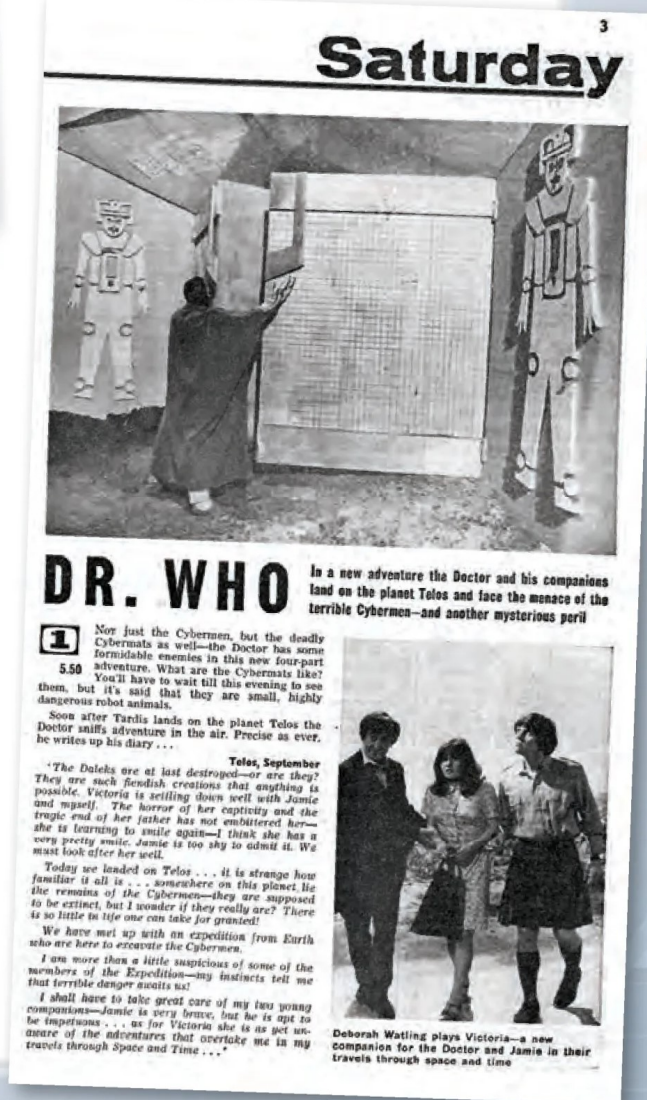 3
Saturday
DR. WHO
In a new adventure the Doctor and his companions
land on the planet Telos and face the menace of the
terrible Cybermen—and another mysterious peril
1
5.50
Not just the Cybermen, but the deadly
Cybermats as well—the Doctor has some
formidable enemies in this new four-part
adventure. What are the Cybermats like?
You'll have to wait till this evening to see
them, but it's said that they are small, highly
dangerous robot animals.
Soon after Tardis lands on the planet Telos the
Doctor sniffs adventure in the air. Precise as ever,
he writes up his diary . . .
Telos, September
'The Daleks are at last destroyed—or are they?
They are such fiendish creations that anything is
possible. Victoria is settling down well with Jamie
and myself. The horror of her captivity and the
tragic end of her father has not embittered her—
she is learning to smile again—I think she has a
very pretty smile. Jamie is too shy to admit it. We
must look after her well.
Today we landed on Telos . . . it is strange how
familiar it all is . . . somewhere on this planet lie
the remains of the Cybermen—they are supposed
to be extinct, but I wonder if they really are? There
is so little in life one can take for granted!
We have met up with an expedition from Earth
who are here to excavate the Cybermen.
I am more than a little suspicious of some of the
members of the Expedition—my instincts tell me
that terrible danger awaits us!
I shall have to take great care of my two young
companions—Jamie is very brave, but he is apt to
be impetuous . . . as for Victoria she is as yet un-
aware of the adventures that overtake me in my
travels through Space and Time . . .'
Deborah Watling plays Victoria—a new
companion for the Doctor and Jamie in their
travels through space and time